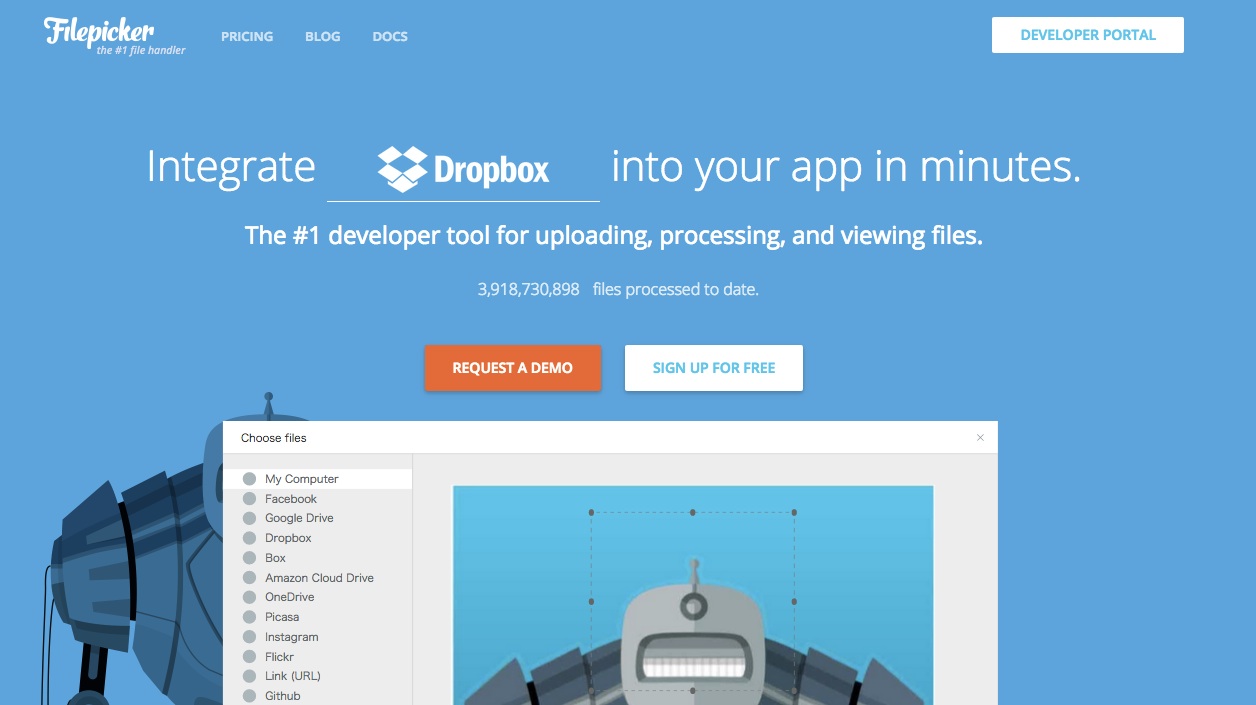 Filepicker
the #1 file handler
PRICING BLOG DOCS
DEVELOPER PORTAL
Integrate Dropbox into your app in minutes.
The #1 developer tool for uploading, processing, and viewing files.
3,918,730,898 files processed to date.
REQUEST A DEMO
SIGN UP FOR FREE
Choose files ×
My Computer
Facebook
Google Drive
Dropbox
Box
Amazon Cloud Drive
OneDrive
Picasa
Instagram
Flickr
Link (URL)
Github